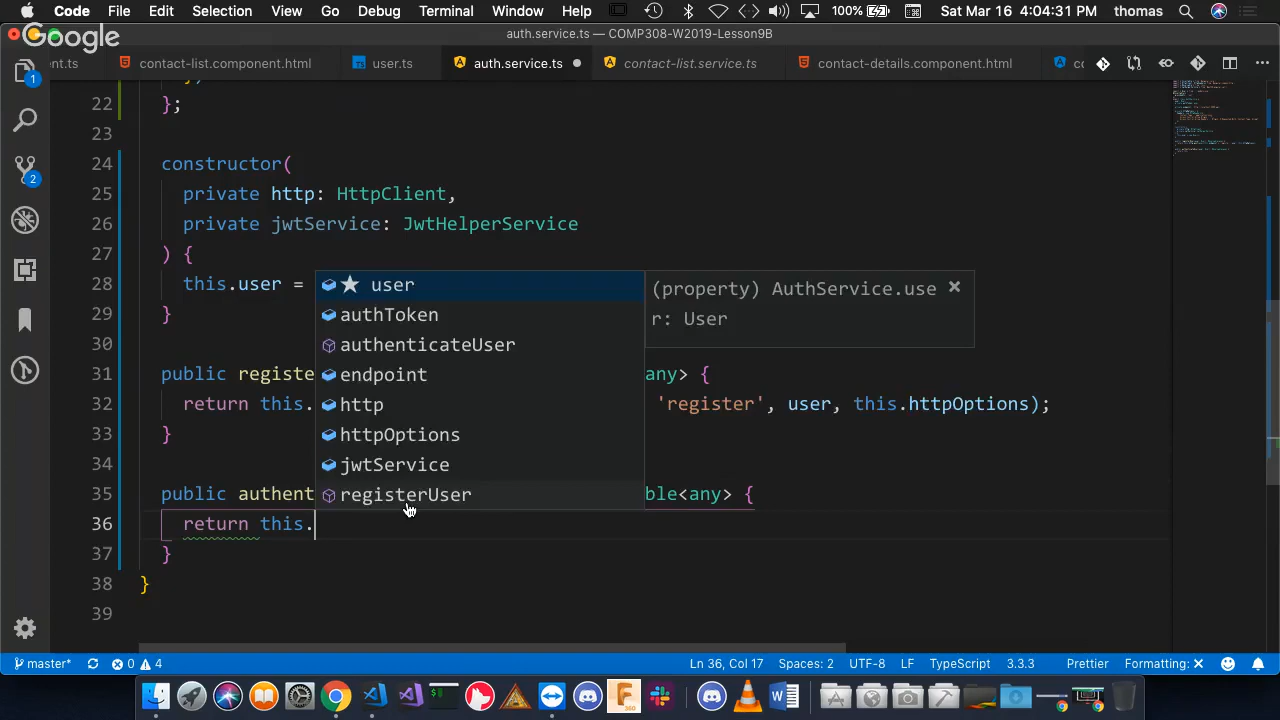 Code File Edit Selection View Go Debug Terminal Window Help 100% Sat Mar 16 4:04:31 PM thomas
Google
auth.service.ts — COMP308-W2019-Lesson9B
ent.ts contact-list.component.html user.ts auth.service.ts contact-list.service.ts contact-details.component.html
1
22 };
23
24 constructor(
25 private http: HttpClient,
26 private jwtService: JwtHelperService
27 ) {
28 this.user =
29 }
30
31 public registe any> {
32 return this. 'register', user, this.httpOptions);
33 }
34
35 public authent ble<any> {
36 return this.
37 }
38 }
39
2
★ user
authToken
authenticateUser
endpoint
http
httpOptions
jwtService
registerUser
(property) AuthService.use
r: User
master* 0 4 Ln 36, Col 17 Spaces: 2 UTF-8 LF TypeScript 3.3.3 Prettier Formatting: ✕